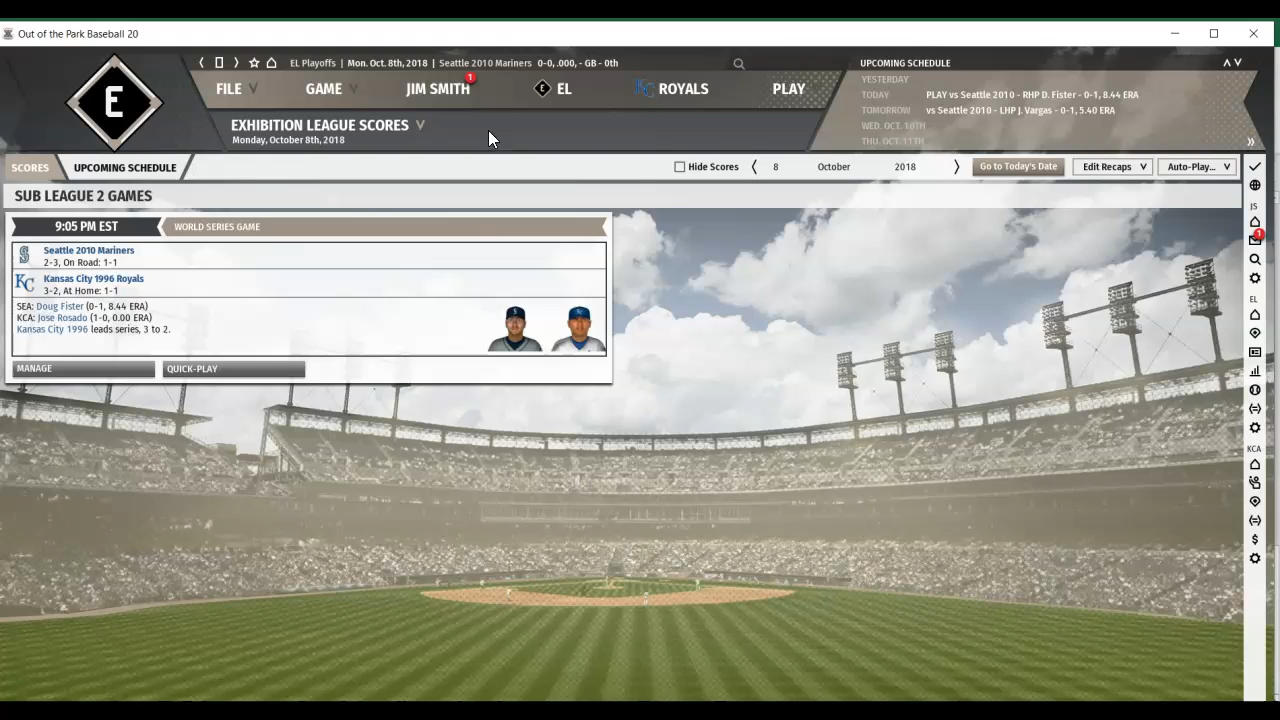 Out of the Park Baseball 20
EL Playoffs | Mon. Oct. 8th, 2018 | Seattle 2010 Mariners 0-0, .000, - GB - 0th
FILE GAME JIM SMITH 1 EL KC ROYALS PLAY
E
EXHIBITION LEAGUE SCORES
Monday, October 8th, 2018
UPCOMING SCHEDULE
YESTERDAY
TODAY PLAY vs Seattle 2010 - RHP D. Fister - 0-1, 8.44 ERA
TOMORROW vs Seattle 2010 - LHP J. Vargas - 0-1, 5.40 ERA
WED. OCT. 10TH
THU. OCT. 11TH
SCORES UPCOMING SCHEDULE Hide Scores 8 October 2018 Go to Today's Date Edit Recaps Auto-Play...
SUB LEAGUE 2 GAMES
9:05 PM EST WORLD SERIES GAME
S Seattle 2010 Mariners
2-3, On Road: 1-1
KC Kansas City 1996 Royals
3-2, At Home: 1-1
SEA: Doug Fister (0-1, 8.44 ERA)
KCA: Jose Rosado (1-0, 0.00 ERA)
Kansas City 1996 leads series, 3 to 2.
MANAGE QUICK-PLAY
JS
1
EL
KCA
$